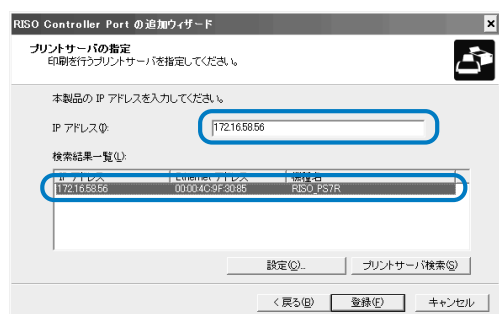 RISO Controller Port の追加ウィザード
プリントサーバの指定
印刷を行うプリントサーバを指定してください。
本製品の IP アドレスを入力してください。
IP アドレス(I):
172.16.58.56
検索結果一覧(L):
IP アドレス Ethernet アドレス 機種名
172.16.58.56 00:00:4C:9F:30:85 RISO_PS7R
設定(C)... プリントサーバ検索(S)
< 戻る(B) 登録(F) キャンセル